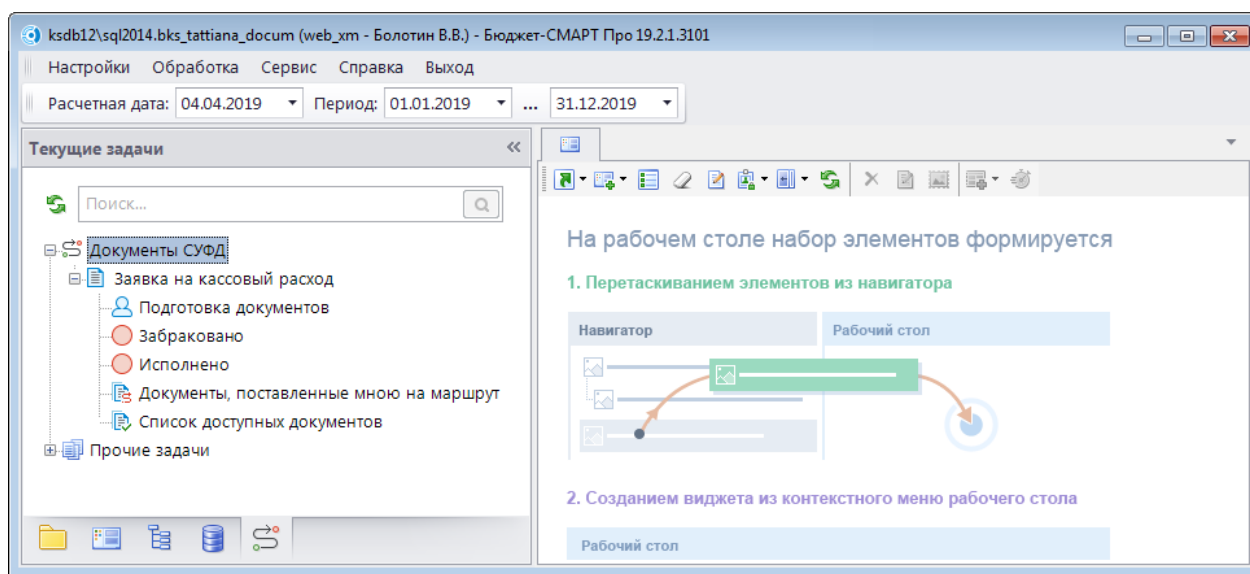 ksdb12\sql2014.bks_tattiana_docum (web_xm - Болотин В.В.) - Бюджет-СМАРТ Про 19.2.1.3101
Настройки Обработка Сервис Справка Выход
Расчетная дата: 04.04.2019 Период: 01.01.2019 ... 31.12.2019
Текущие задачи
Поиск...
Документы СУФД
Заявка на кассовый расход
Подготовка документов
Забраковано
Исполнено
Документы, поставленные мною на маршрут
Список доступных документов
Прочие задачи
На рабочем столе набор элементов формируется
1. Перетаскиванием элементов из навигатора
Навигатор
Рабочий стол
2. Созданием виджета из контекстного меню рабочего стола
Рабочий стол